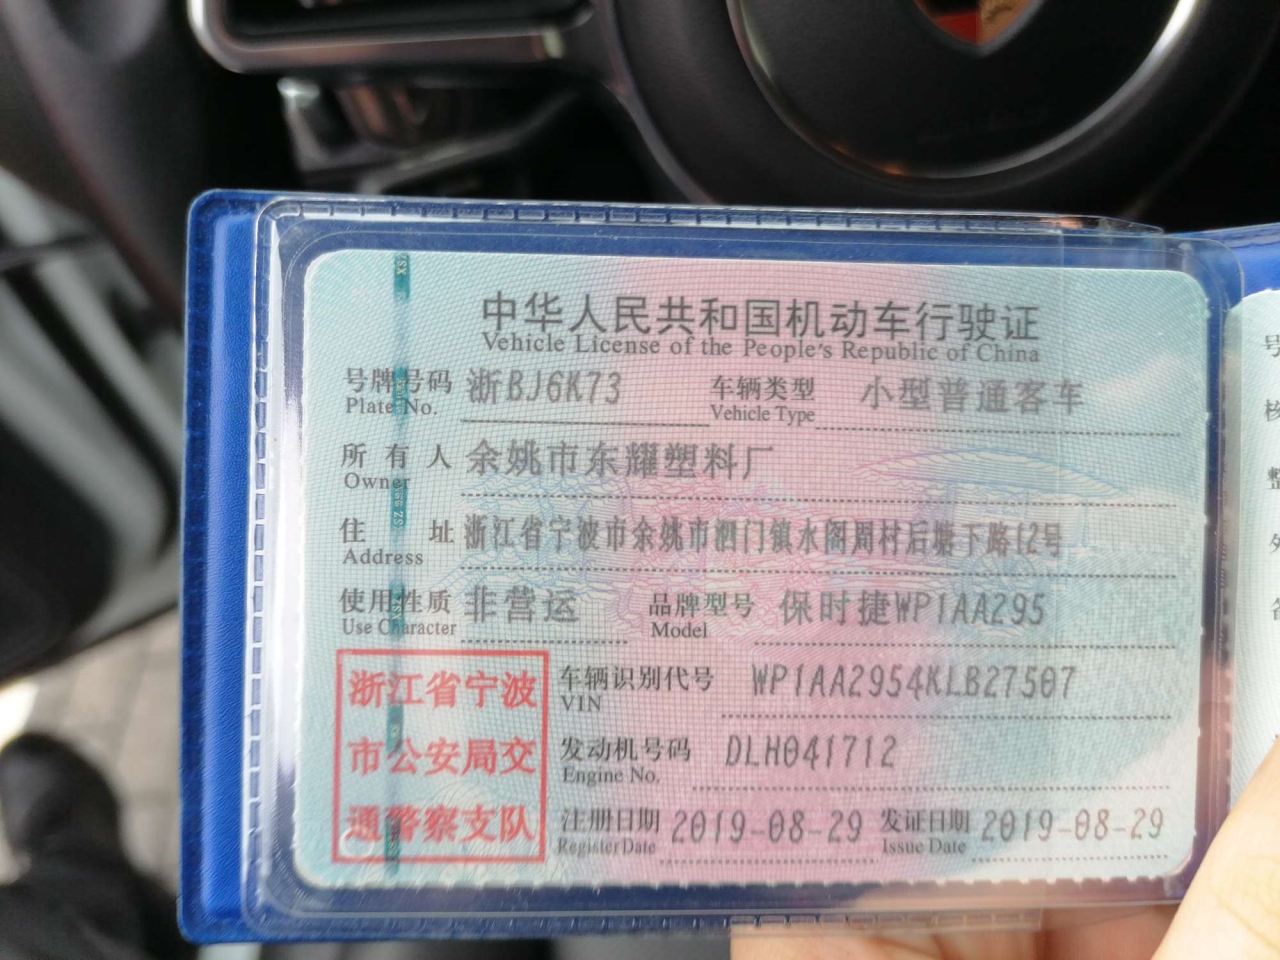 中华人民共和国机动车行驶证
Vehicle License of the People's Republic of China
号牌号码 浙BJ6K73 车辆类型 小型普通客车
Plate No. Vehicle Type
所有人 余姚市东耀塑料厂
Owner
住址 浙江省宁波市余姚市泗门镇水阁周村后塘下路12号
Address
使用性质 非营运 品牌型号 保时捷WP1AA295
Use Character Model
浙江省宁波
市公安局交
通警察支队
车辆识别代号 WP1AA2954KLB27507
VIN
发动机号码 DLH041712
Engine No.
注册日期 2019-08-29 发证日期 2019-08-29
Register Date Issue Date
号
核
整
外